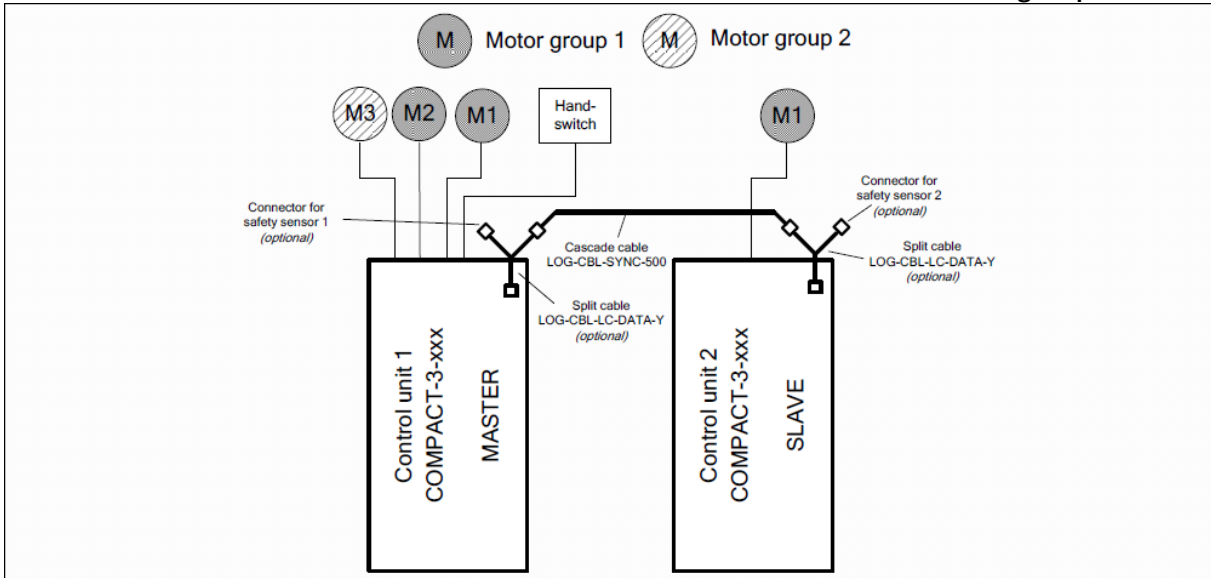 M
Motor group 1
M
Motor group 2
M3
M2
M1
Hand-
switch
M1
Connector for
safety sensor 1
(optional)
Connector for
safety sensor 2
(optional)
Cascade cable
LOG-CBL-SYNC-500
Split cable
LOG-CBL-LC-DATA-Y
(optional)
Split cable
LOG-CBL-LC-DATA-Y
(optional)
Control unit 1
COMPACT-3-xxx
MASTER
Control unit 2
COMPACT-3-xxx
SLAVE